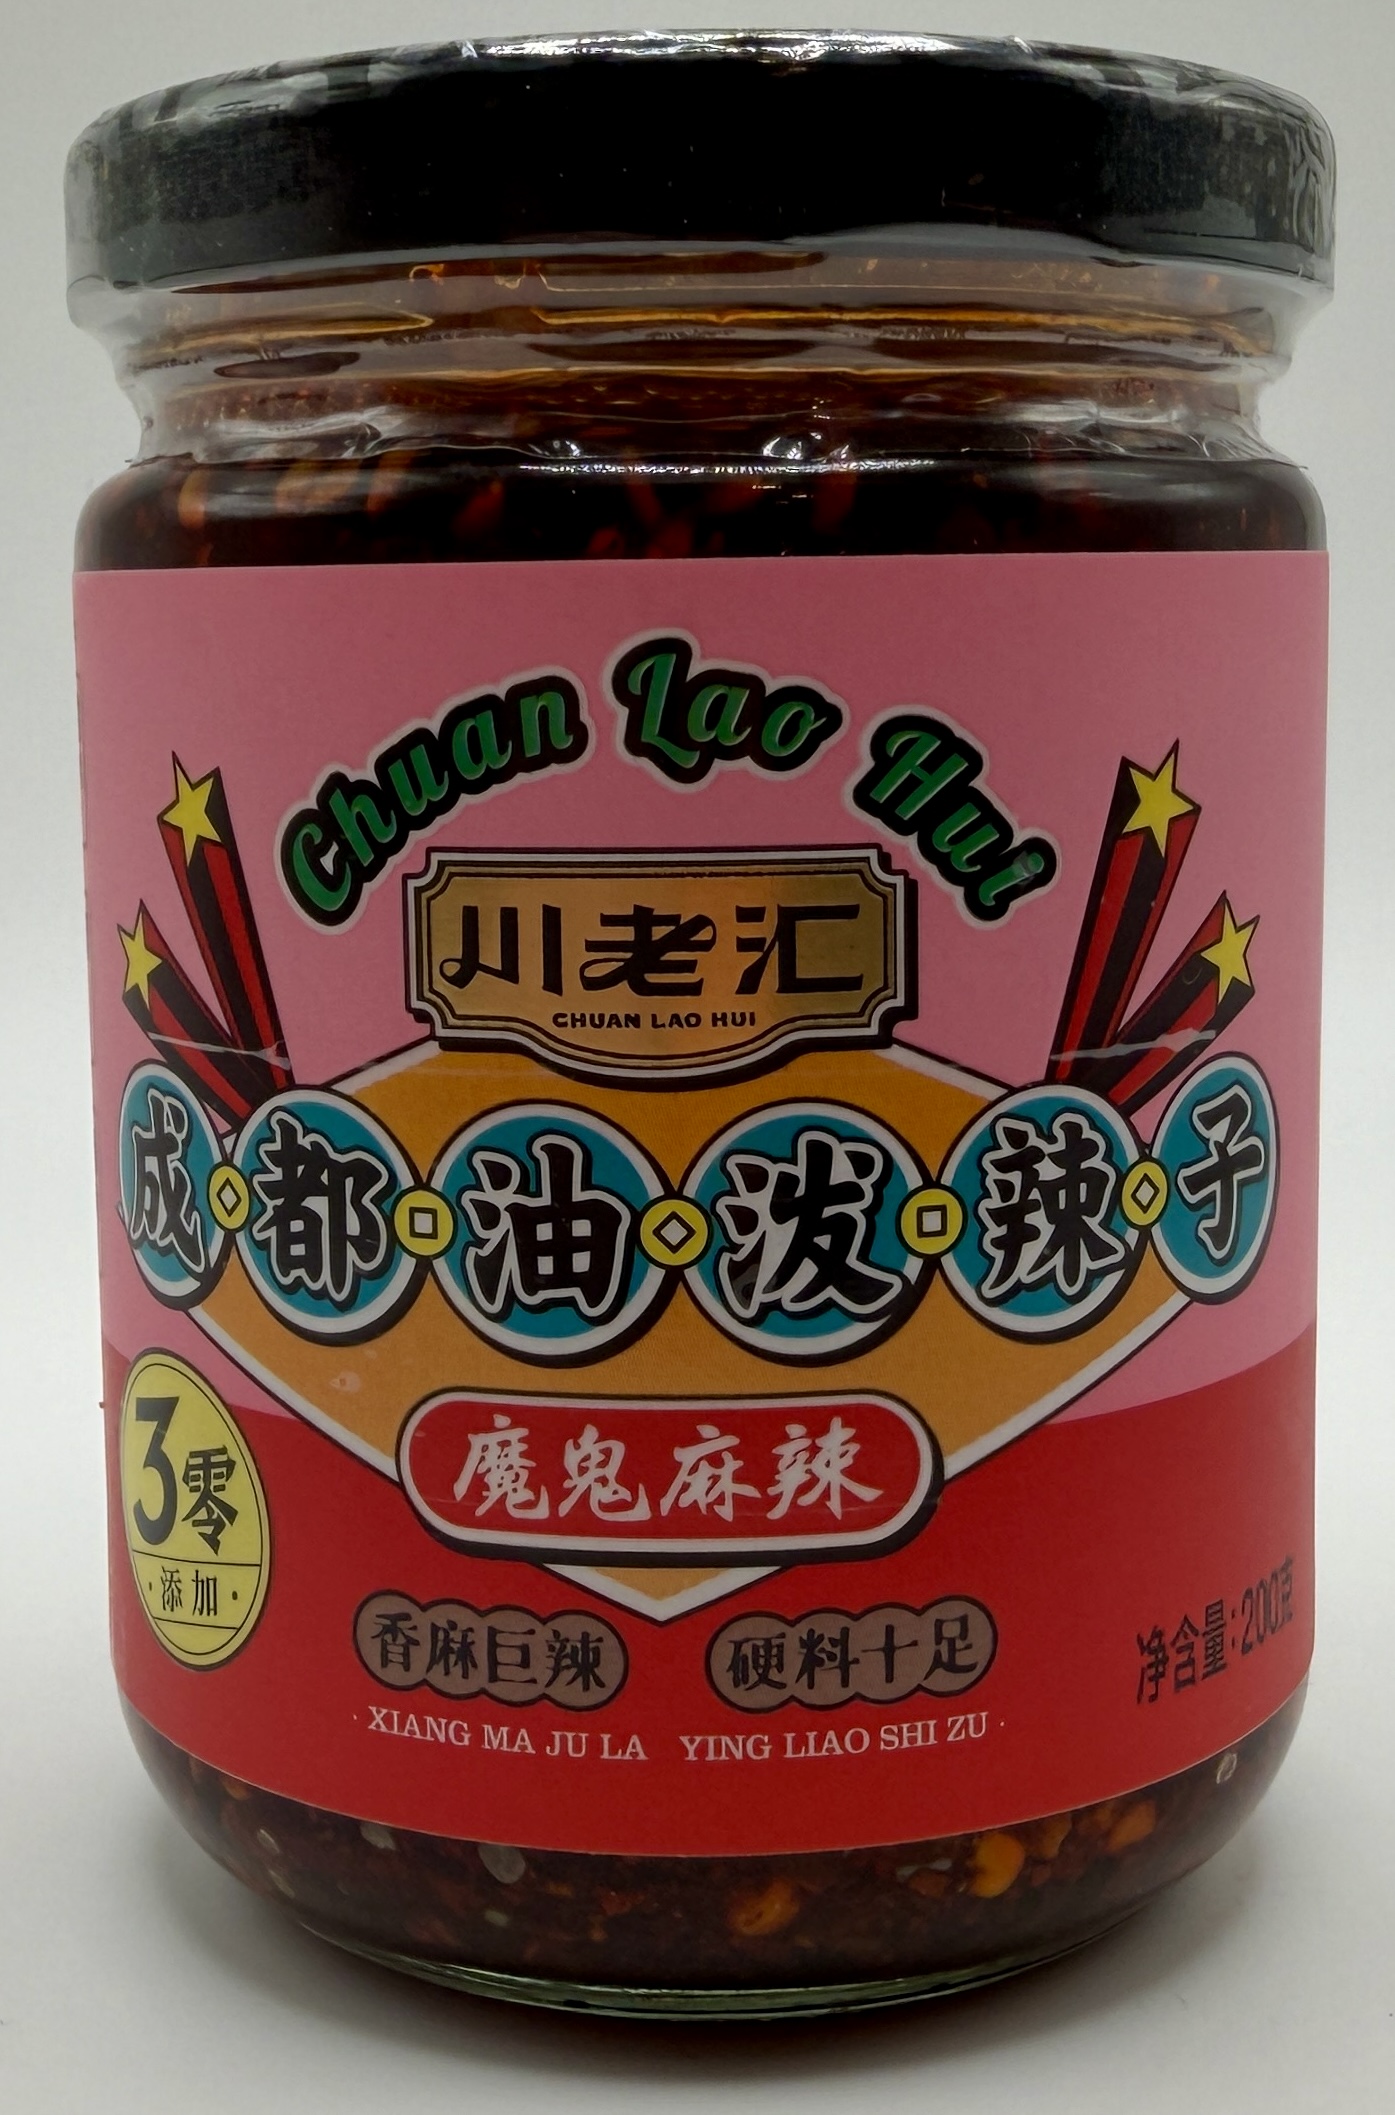 Chuan Lao Hui
川老汇
CHUAN LAO HUI
成都油泼辣子
魔鬼麻辣
3零
·添加·
香麻巨辣 硬料十足
·XIANG MA JU LA YING LIAO SHI ZU·
净含量:200克